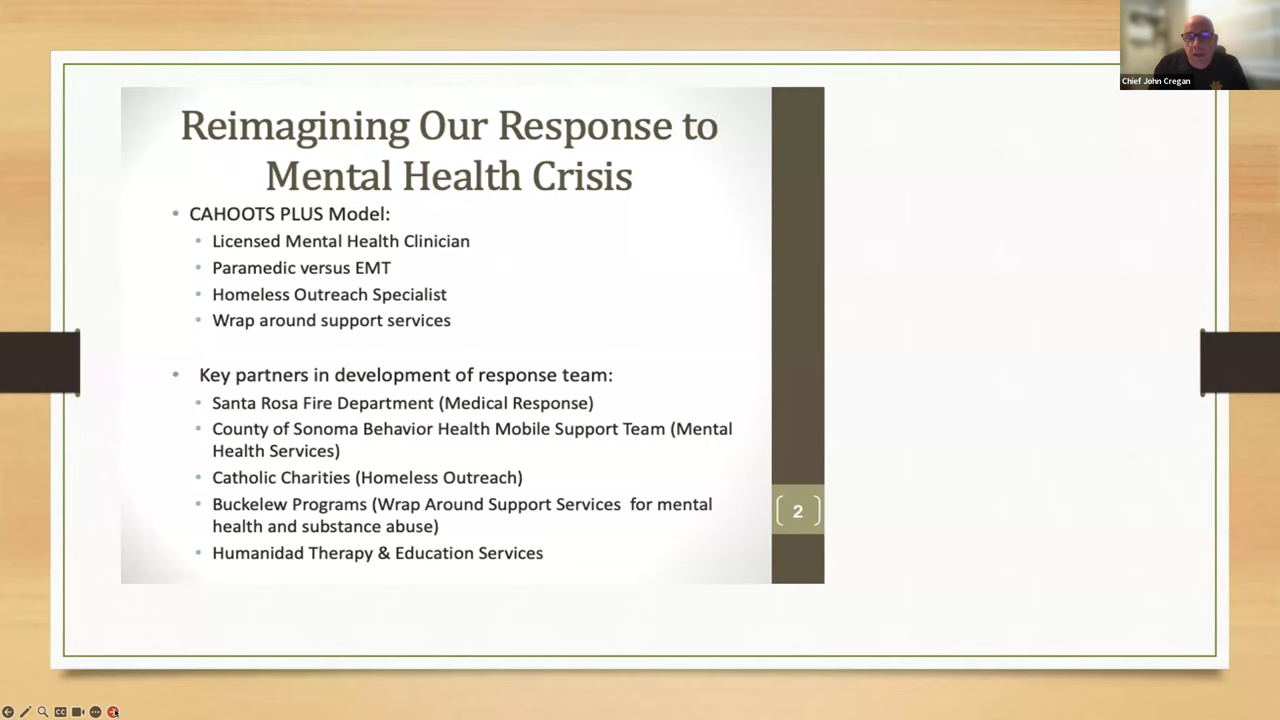 Chief John Cregan
Reimagining Our Response to
Mental Health Crisis
• CAHOOTS PLUS Model:
• Licensed Mental Health Clinician
• Paramedic versus EMT
• Homeless Outreach Specialist
• Wrap around support services
• Key partners in development of response team:
• Santa Rosa Fire Department (Medical Response)
• County of Sonoma Behavior Health Mobile Support Team (Mental
Health Services)
• Catholic Charities (Homeless Outreach)
• Buckelew Programs (Wrap Around Support Services for mental
health and substance abuse)
• Humanidad Therapy & Education Services
2
CC